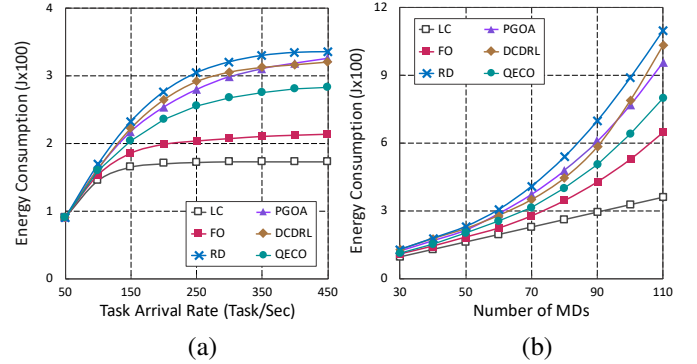 4
3
2
1
0
Energy Consumption (Jx100)
LC
PGOA
FO
DCDRL
RD
QECO
50
150
250
350
450
Task Arrival Rate (Task/Sec)
(a)
12
9
6
3
0
Energy Consumption (Jx100)
LC
PGOA
FO
DCDRL
RD
QECO
30
50
70
90
110
Number of MDs
(b)